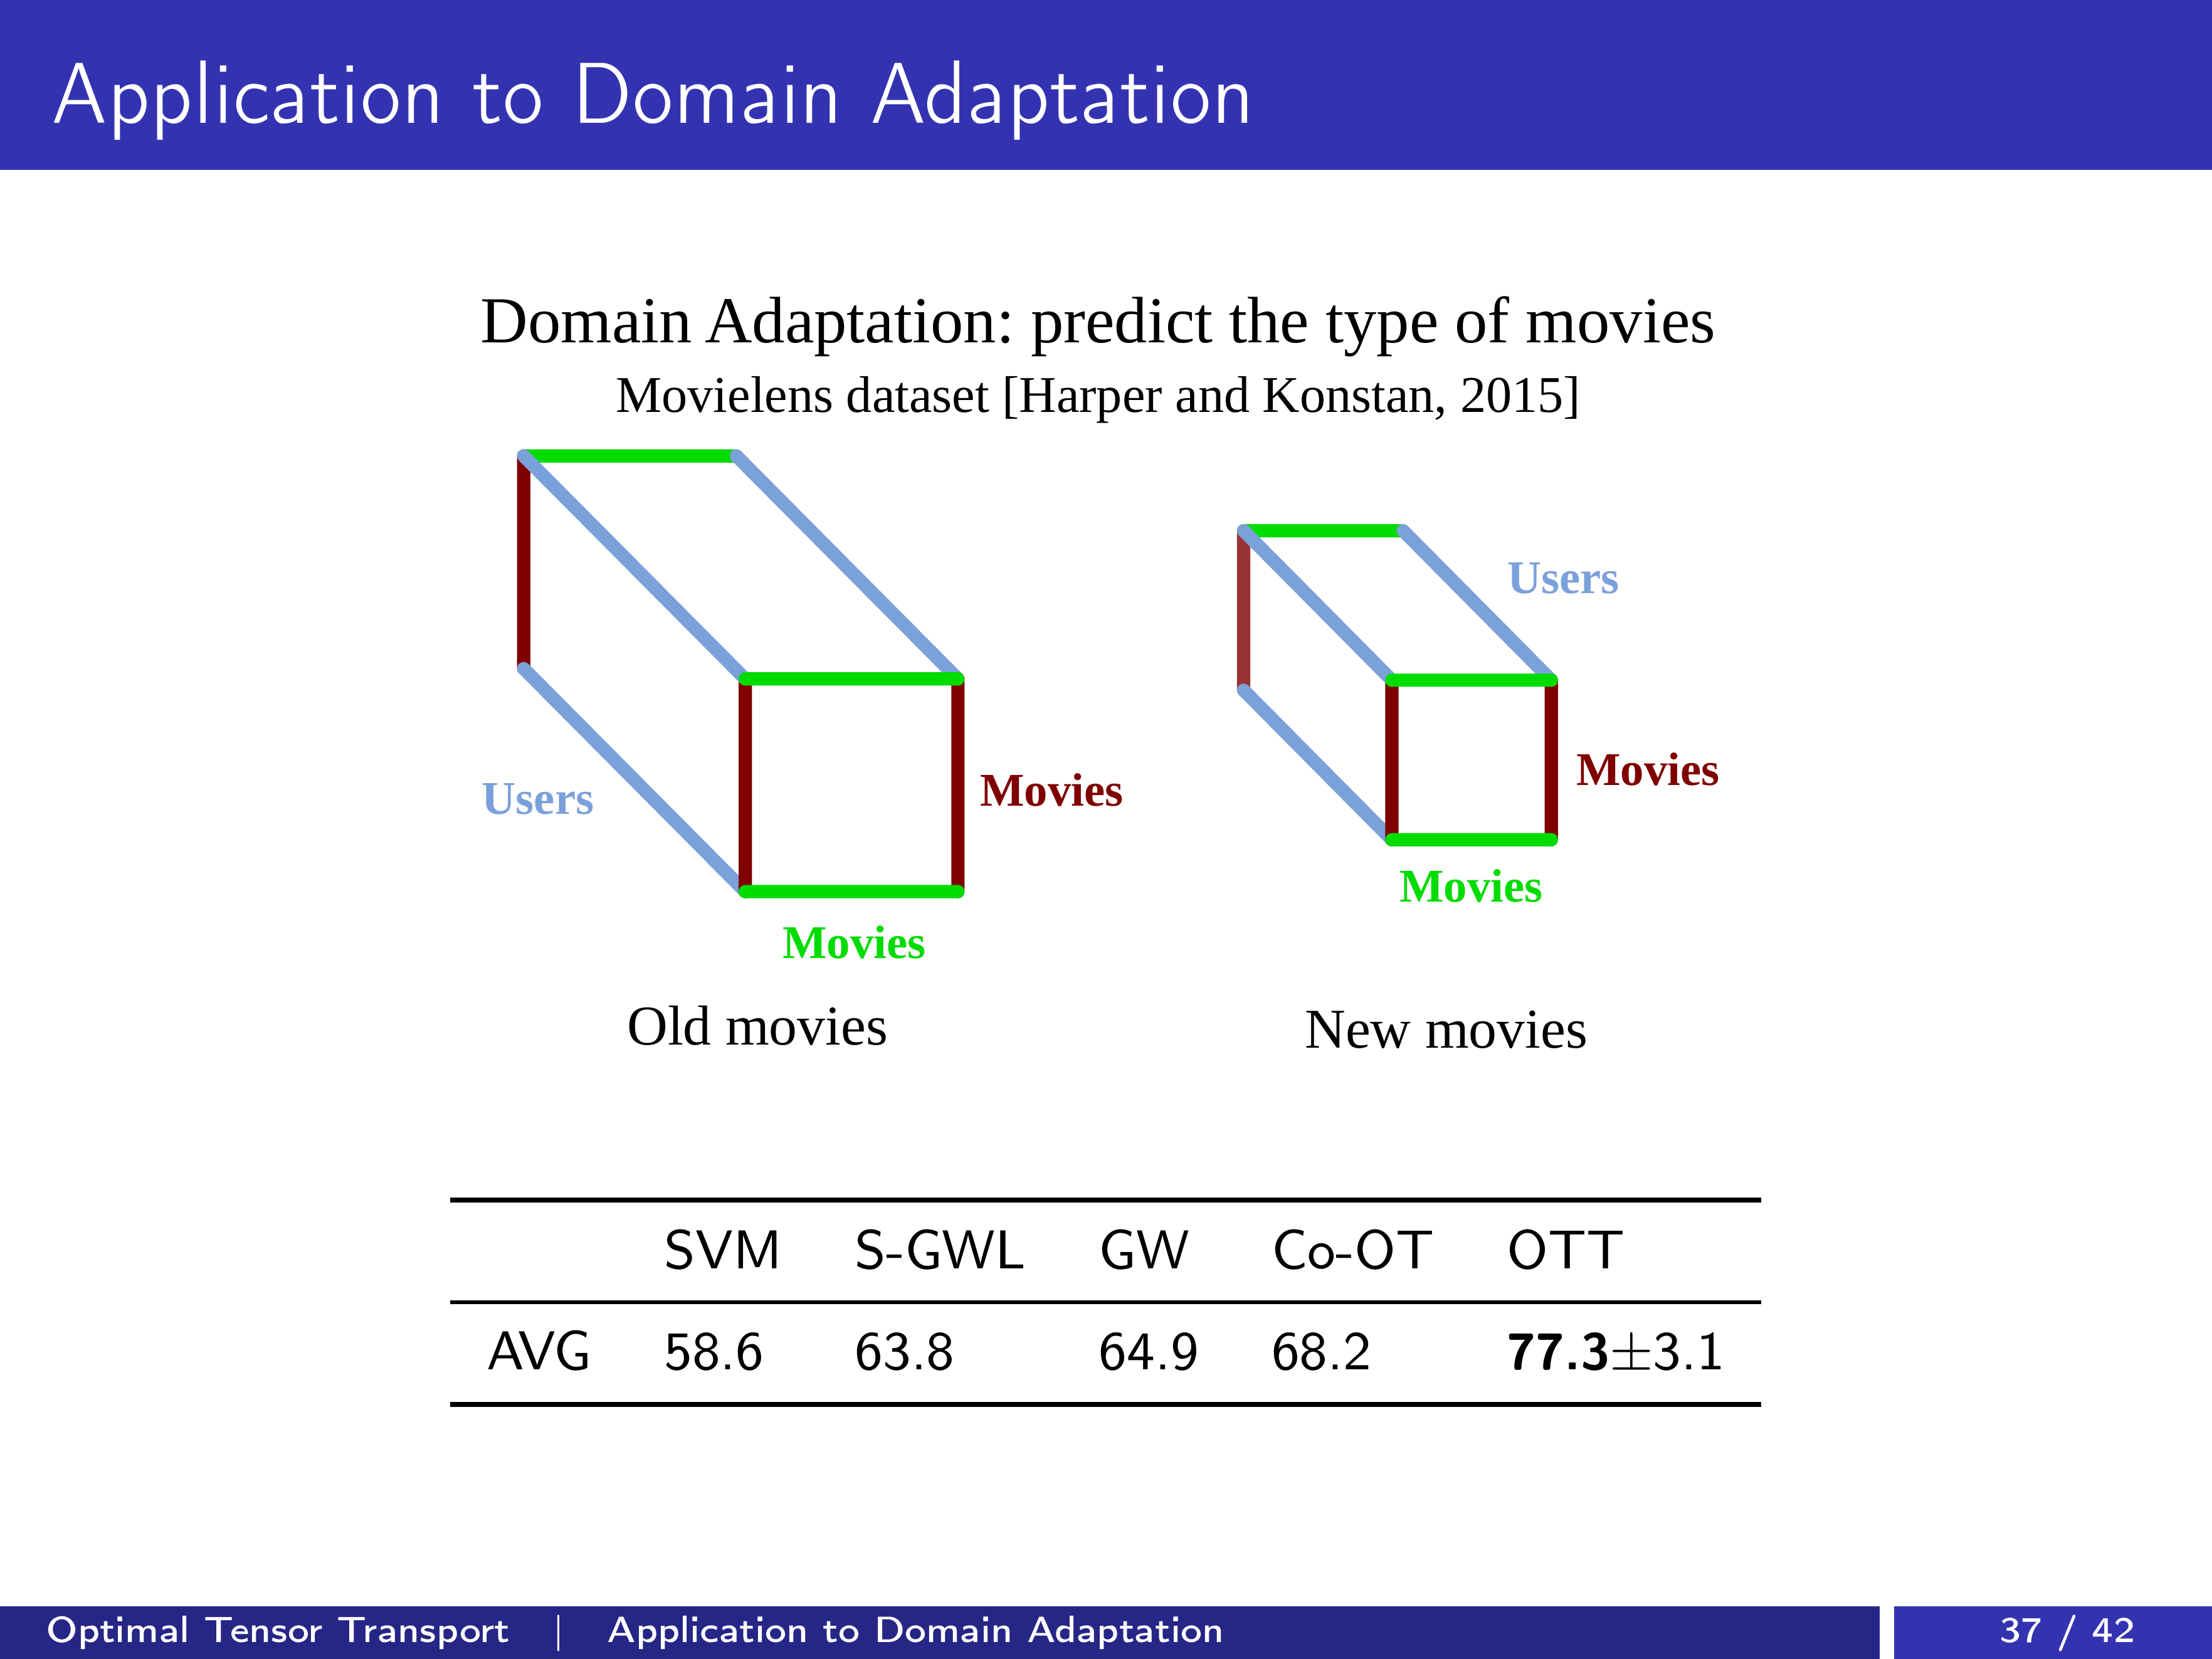 Application to Domain Adaptation
Domain Adaptation: predict the type of movies
Movielens dataset [Harper and Konstan, 2015]
Users
Movies
Movies
Old movies
Users
Movies
Movies
New movies
SVM S-GWL GW Co-OT OTT
AVG 58.6 63.8 64.9 68.2 77.3±3.1
Optimal Tensor Transport | Application to Domain Adaptation
37 / 42